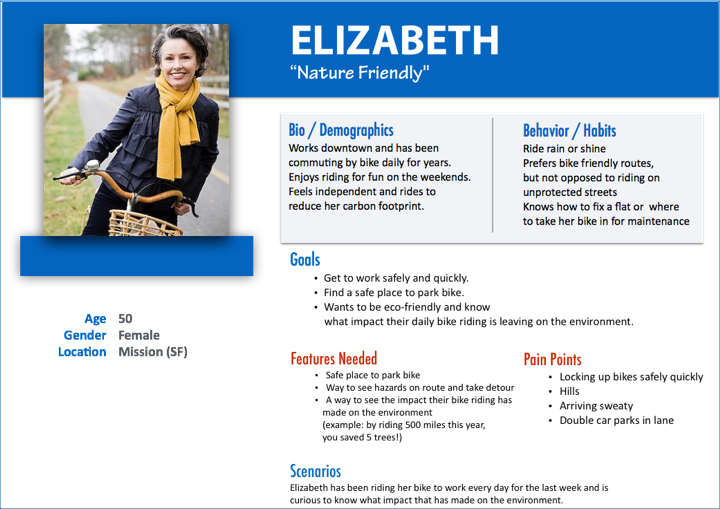 ELIZABETH
“Nature Friendly"
Bio / Demographics
Works downtown and has been
commuting by bike daily for years.
Enjoys riding for fun on the weekends.
Feels independent and rides to
reduce her carbon footprint.
Behavior / Habits
Ride rain or shine
Prefers bike friendly routes,
but not opposed to riding on
unprotected streets
Knows how to fix a flat or where
to take her bike in for maintenance
Age 50
Gender Female
Location Mission (SF)
Goals
• Get to work safely and quickly.
• Find a safe place to park bike.
• Wants to be eco-friendly and know
what impact their daily bike riding is leaving on the environment.
Features Needed
• Safe place to park bike
• Way to see hazards on route and take detour
• A way to see the impact their bike riding has
made on the environment
(example: by riding 500 miles this year,
you saved 5 trees!)
Pain Points
• Locking up bikes safely quickly
• Hills
• Arriving sweaty
• Double car parks in lane
Scenarios
Elizabeth has been riding her bike to work every day for the last week and is
curious to know what impact that has made on the environment.